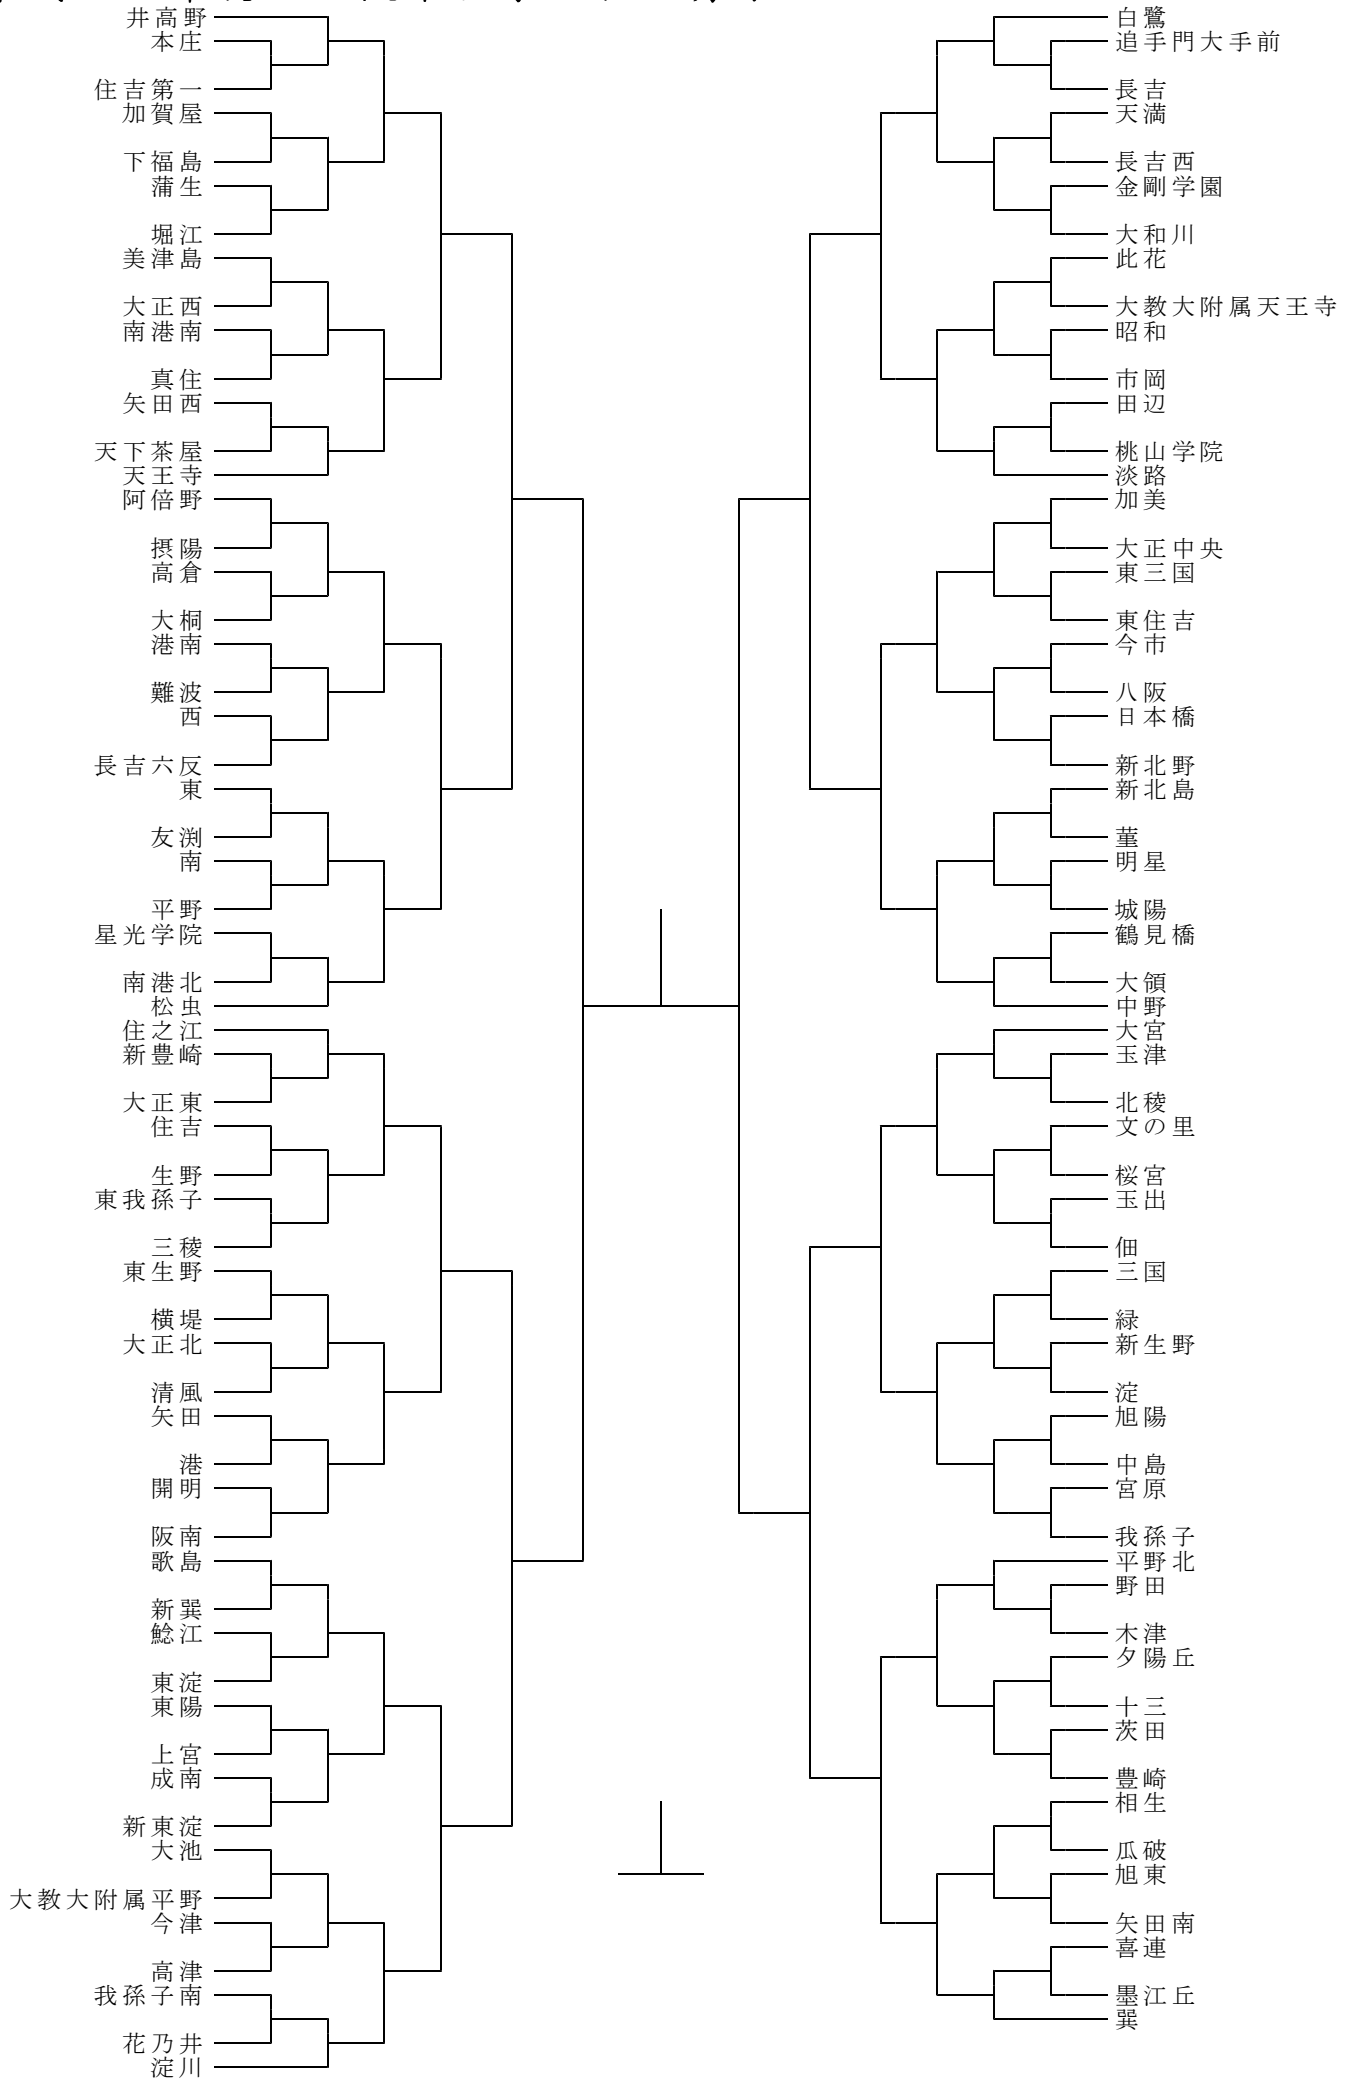 井高野
本庄
住吉第一
加賀屋
下福島
蒲生
堀江
美津島
大正西
南港南
真住
矢田西
天下茶屋
天王寺
阿倍野
摂陽
高倉
大桐
港南
難波
西
長吉六反
東
友渕
南
平野
星光学院
南港北
松虫
住之江
新豊崎
大正東
住吉
生野
東我孫子
三稜
東生野
横堤
大正北
清風
矢田
港
開明
阪南
歌島
新巽
鯰江
東淀
東陽
上宮
成南
新東淀
大池
大教大附属平野
今津
高津
我孫子南
花乃井
淀川
白鷺
追手門大手前
長吉
天満
長吉西
金剛学園
大和川
此花
大教大附属天王寺
昭和
市岡
田辺
桃山学院
淡路
加美
大正中央
東三国
東住吉
今市
八阪
日本橋
新北野
新北島
菫
明星
城陽
鶴見橋
大領
中野
大宮
玉津
北稜
文の里
桜宮
玉出
佃
三国
緑
新生野
淀
旭陽
中島
宮原
我孫子
平野北
野田
木津
夕陽丘
十三
茨田
豊崎
相生
瓜破
旭東
矢田南
喜連
墨江丘
巽